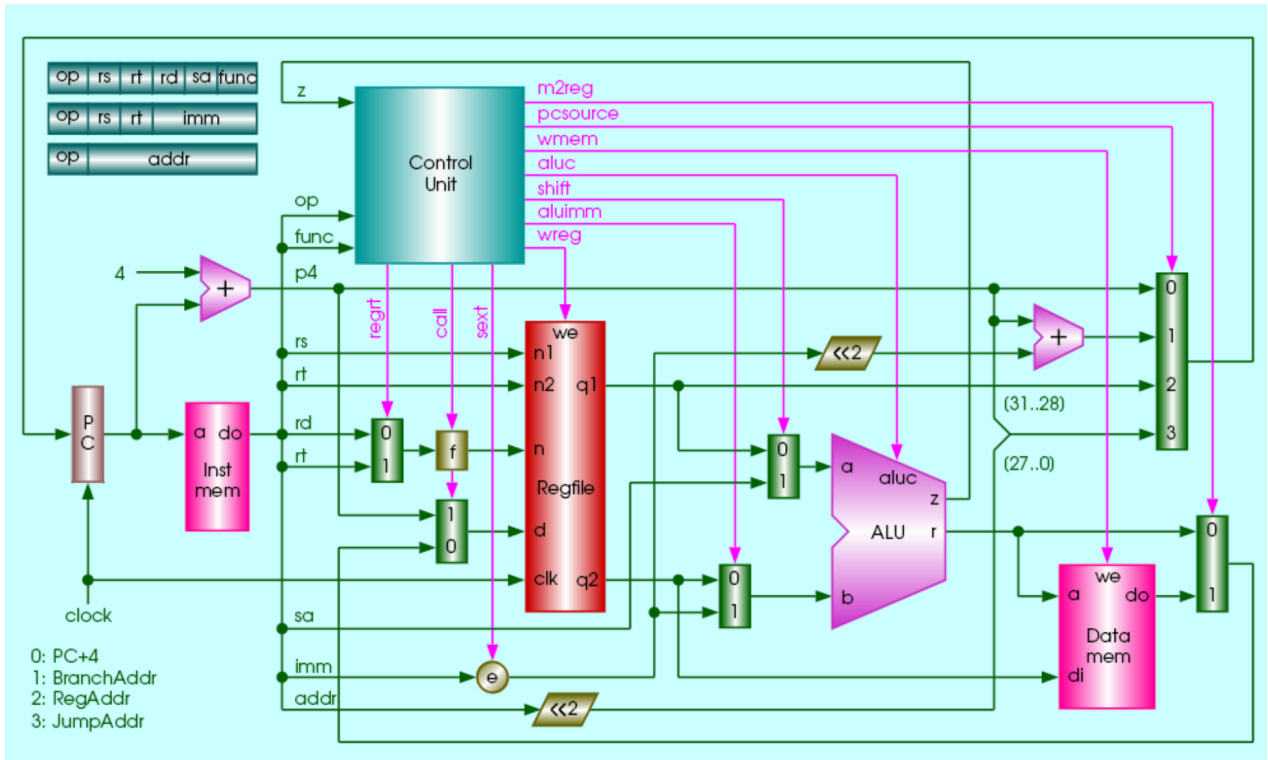 op rs rt rd sa func
op rs rt imm
op addr
z
Control
Unit
m2reg
pcsource
wmem
aluc
shift
aluimm
wreg
op
func
p4
4
+
regrt
call
sext
rs
rt
rd
rt
P
C
a do
Inst
mem
0
1
f
1
0
we
n1
n2 q1
n
Regfile
d
clk q2
clock
sa
imm
e
addr
<<2
<<2
+
0
1
2
3
(31..28)
(27..0)
0
1
0
1
a
aluc
z
ALU r
b
we
a do
Data
mem
di
0
1
0: PC+4
1: BranchAddr
2: RegAddr
3: JumpAddr